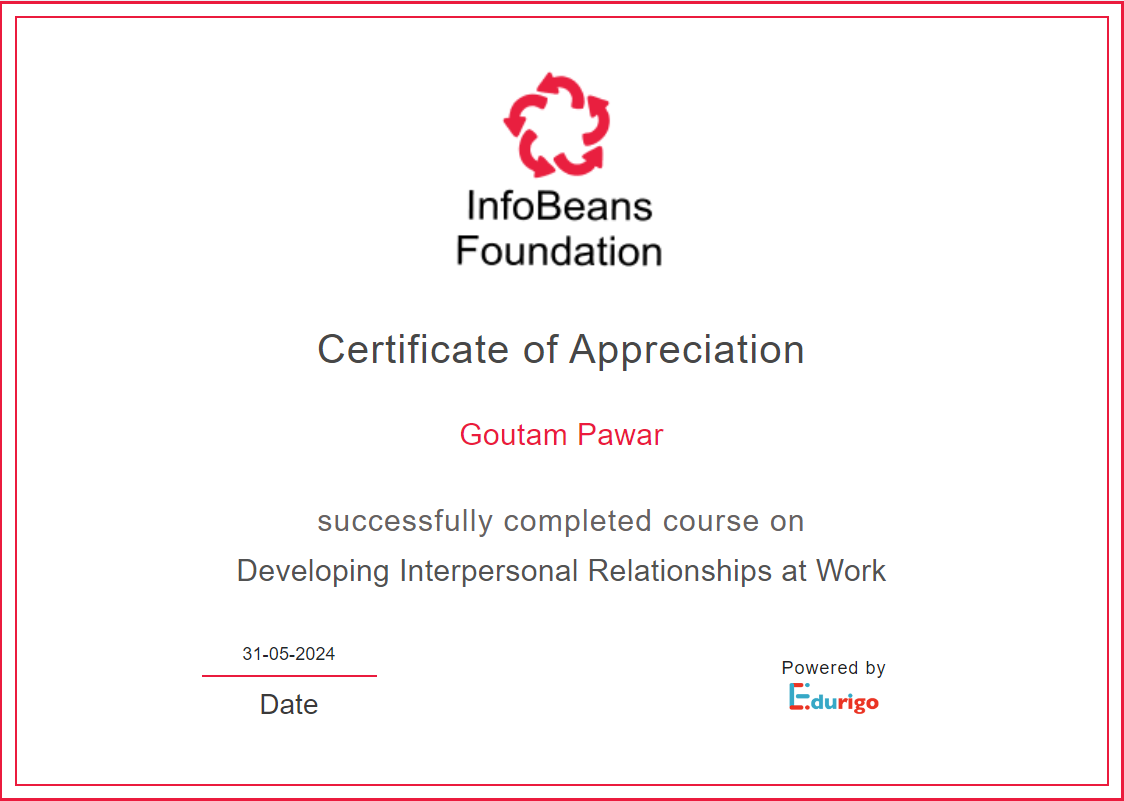 InfoBeans
Foundation
Certificate of Appreciation
Goutam Pawar
successfully completed course on
Developing Interpersonal Relationships at Work
31-05-2024
Date
Powered by
Edurigo